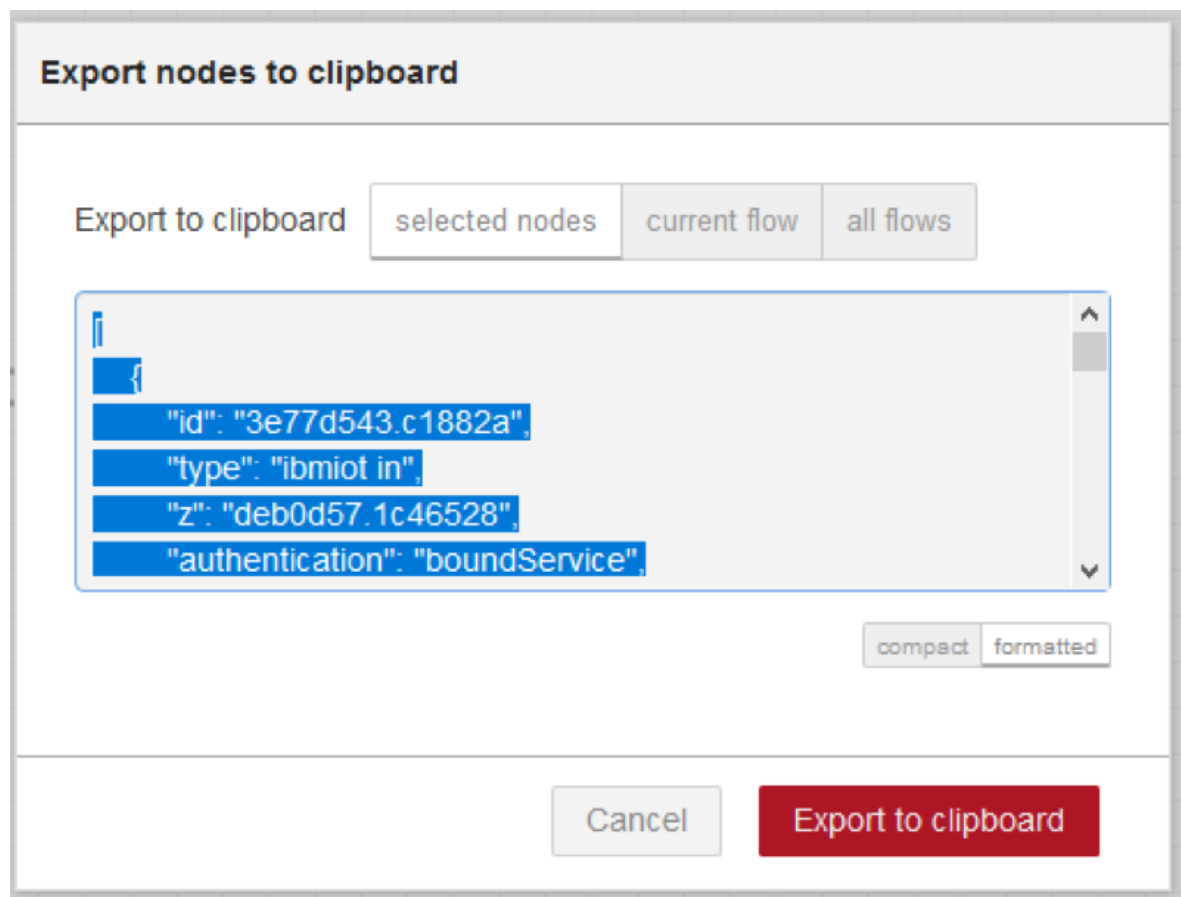 Export nodes to clipboard
Export to clipboard selected nodes current flow all flows
[
{
"id": "3e77d543.c1882a",
"type": "ibmiot in",
"z": "deb0d57.1c46528",
"authentication": "boundService",
compact formatted
Cancel Export to clipboard